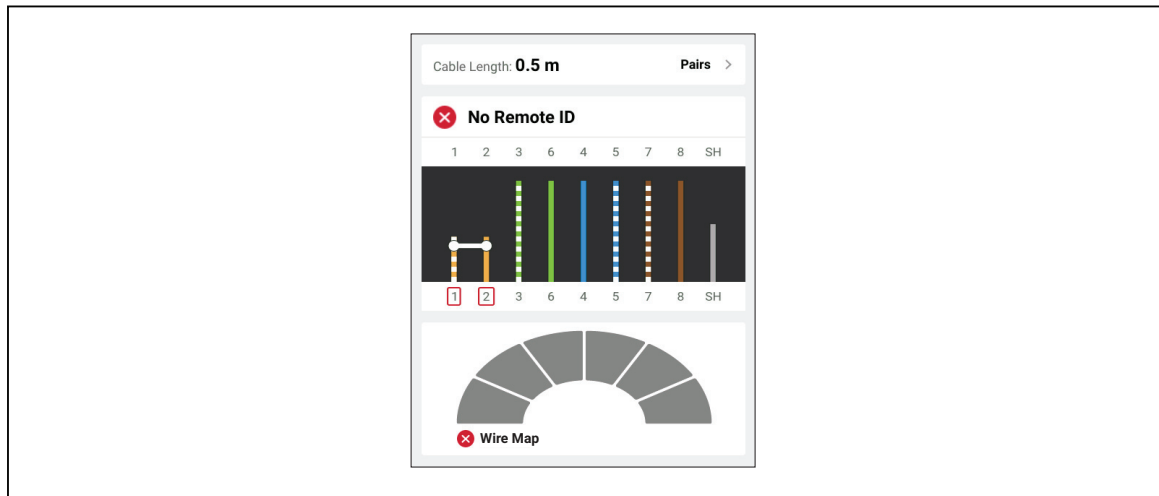 Cable Length: 0.5 m Pairs >
No Remote ID
1 2 3 6 4 5 7 8 SH
1 2 3 6 4 5 7 8 SH
Wire Map